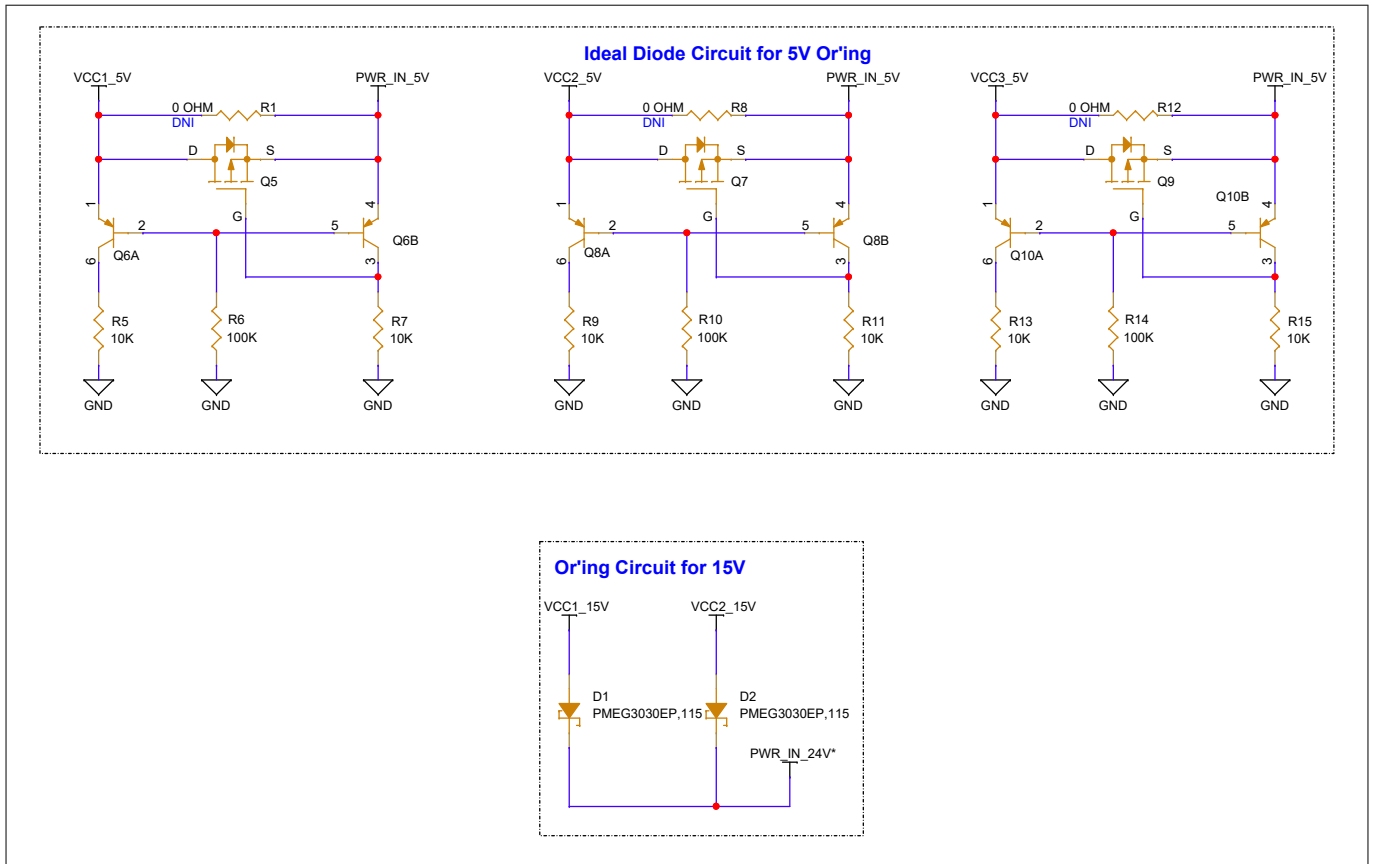 Ideal Diode Circuit for 5V Or'ing
VCC1_5V
PWR_IN_5V
VCC2_5V
PWR_IN_5V
VCC3_5V
PWR_IN_5V
0 OHM
R1
DNI
0 OHM
R8
DNI
0 OHM
R12
DNI
D
S
Q5
G
D
S
Q7
G
D
S
Q9
G
1
2
6
Q6A
4
5
3
Q6B
1
2
6
Q8A
4
5
3
Q8B
1
2
6
Q10A
4
5
3
Q10B
R5
10K
R6
100K
R7
10K
R9
10K
R10
100K
R11
10K
R13
10K
R14
100K
R15
10K
GND
GND
GND
GND
GND
GND
GND
GND
GND
Or'ing Circuit for 15V
VCC1_15V
VCC2_15V
D1
PMEG3030EP,115
D2
PMEG3030EP,115
PWR_IN_24V*